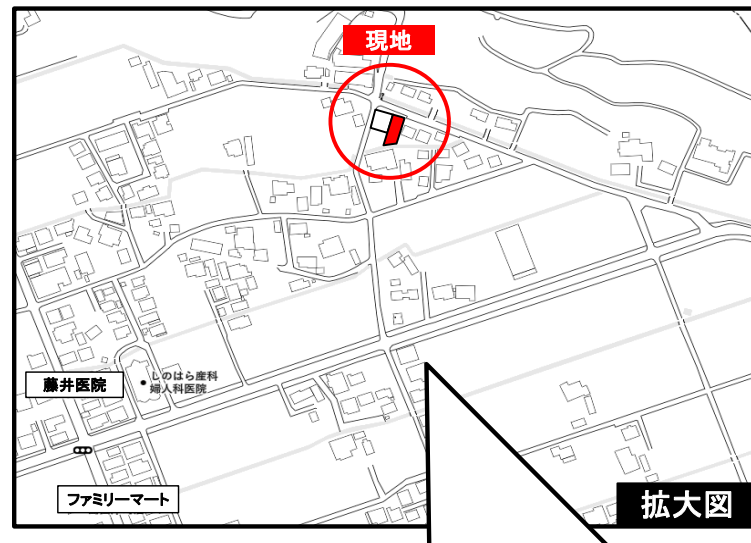 現地
しのはら産科
婦人科医院
藤井医院
ファミリーマート
拡大図